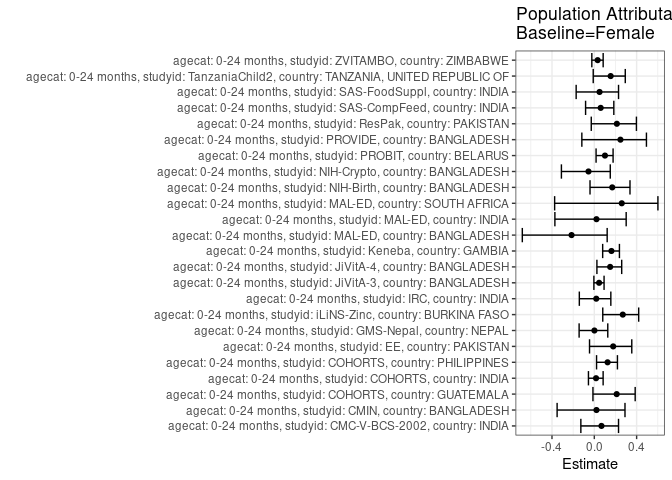 Population Attributa
Baseline=Female
agecat: 0-24 months, studyid: ZVITAMBO, country: ZIMBABWE
agecat: 0-24 months, studyid: TanzaniaChild2, country: TANZANIA, UNITED REPUBLIC OF
agecat: 0-24 months, studyid: SAS-FoodSuppl, country: INDIA
agecat: 0-24 months, studyid: SAS-CompFeed, country: INDIA
agecat: 0-24 months, studyid: ResPak, country: PAKISTAN
agecat: 0-24 months, studyid: PROVIDE, country: BANGLADESH
agecat: 0-24 months, studyid: PROBIT, country: BELARUS
agecat: 0-24 months, studyid: NIH-Crypto, country: BANGLADESH
agecat: 0-24 months, studyid: NIH-Birth, country: BANGLADESH
agecat: 0-24 months, studyid: MAL-ED, country: SOUTH AFRICA
agecat: 0-24 months, studyid: MAL-ED, country: INDIA
agecat: 0-24 months, studyid: MAL-ED, country: BANGLADESH
agecat: 0-24 months, studyid: Keneba, country: GAMBIA
agecat: 0-24 months, studyid: JiVitA-4, country: BANGLADESH
agecat: 0-24 months, studyid: JiVitA-3, country: BANGLADESH
agecat: 0-24 months, studyid: IRC, country: INDIA
agecat: 0-24 months, studyid: iLiNS-Zinc, country: BURKINA FASO
agecat: 0-24 months, studyid: GMS-Nepal, country: NEPAL
agecat: 0-24 months, studyid: EE, country: PAKISTAN
agecat: 0-24 months, studyid: COHORTS, country: PHILIPPINES
agecat: 0-24 months, studyid: COHORTS, country: INDIA
agecat: 0-24 months, studyid: COHORTS, country: GUATEMALA
agecat: 0-24 months, studyid: CMIN, country: BANGLADESH
agecat: 0-24 months, studyid: CMC-V-BCS-2002, country: INDIA
-0.4 0.0 0.4
Estimate